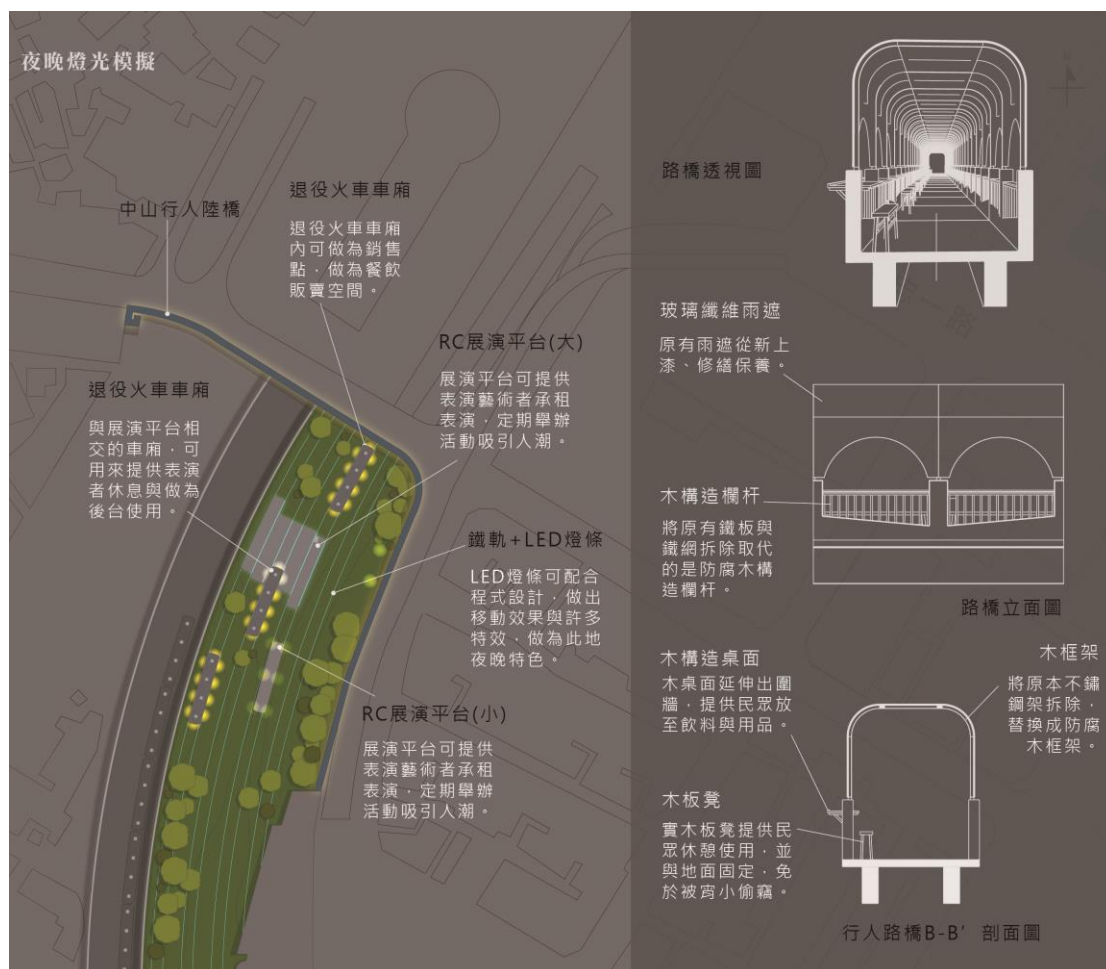 夜晚燈光模擬
中山行人陸橋
退役火車車廂
退役火車車廂
內可做為銷售
點．做為餐飲
販賣空間。
RC展演平台(大)
展演平台可提供
表演藝術者承租
表演．定期舉辦
活動吸引人潮。
退役火車車廂
與展演平台相
交的車廂．可
用來提供表演
者休息與做為
後台使用。
鐵軌+LED燈條
LED燈條可配合
程式設計．做出
移動效果與許多
特效．做為此地
夜晚特色。
RC展演平台(小)
展演平台可提供
表演藝術者承租
表演．定期舉辦
活動吸引人潮。
路橋透視圖
玻璃纖維雨遮
原有雨遮從新上
漆、修繕保養。
木構造欄杆
將原有鐵板與
鐵網拆除取代
的是防腐木構
造欄杆。
路橋立面圖
木構造桌面
木桌面延伸出圍
牆．提供民眾放
至飲料與用品。
木框架
將原本不鏽
鋼架拆除．
替換成防腐
木框架。
木板凳
實木板凳提供民
眾休憩使用．並
與地面固定．免
於被宵小偷竊。
行人路橋B-B′ 剖面圖